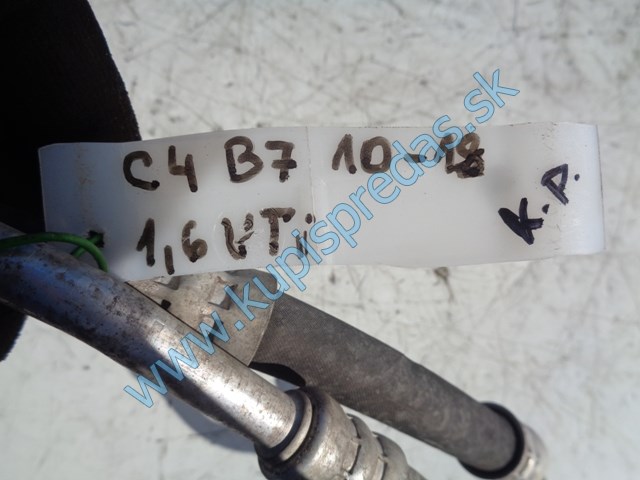 C4 B7 10-18 K.P.
1,6 VTi
www.kupispredas.sk